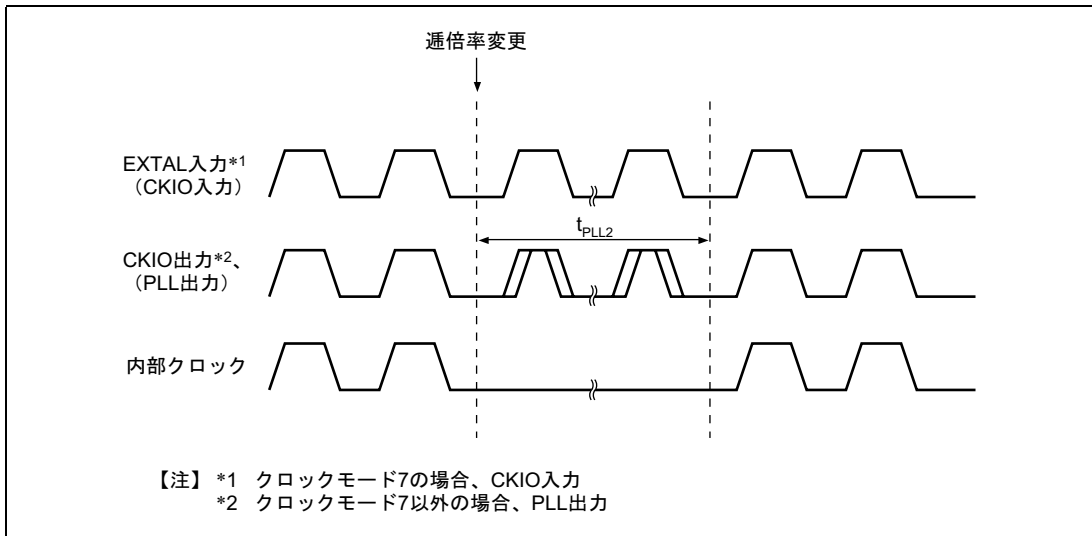 逓倍率変更
EXTAL入力*1
（CKIO入力）
tPLL2
CKIO出力*2、
（PLL出力）
内部クロック
【注】 *1 クロックモード7の場合、CKIO入力
*2 クロックモード7以外の場合、PLL出力